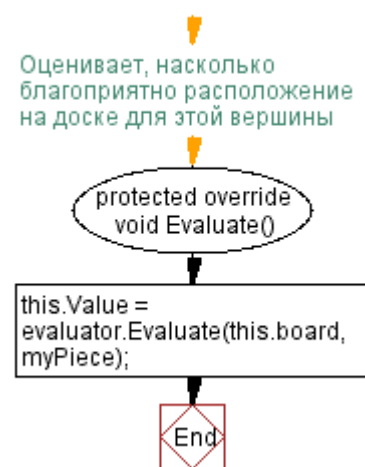 Оценивает, насколько
благоприятно расположение
на доске для этой вершины
protected override
void Evaluate()
this.Value =
evaluator.Evaluate(this.board,
myPiece);
End